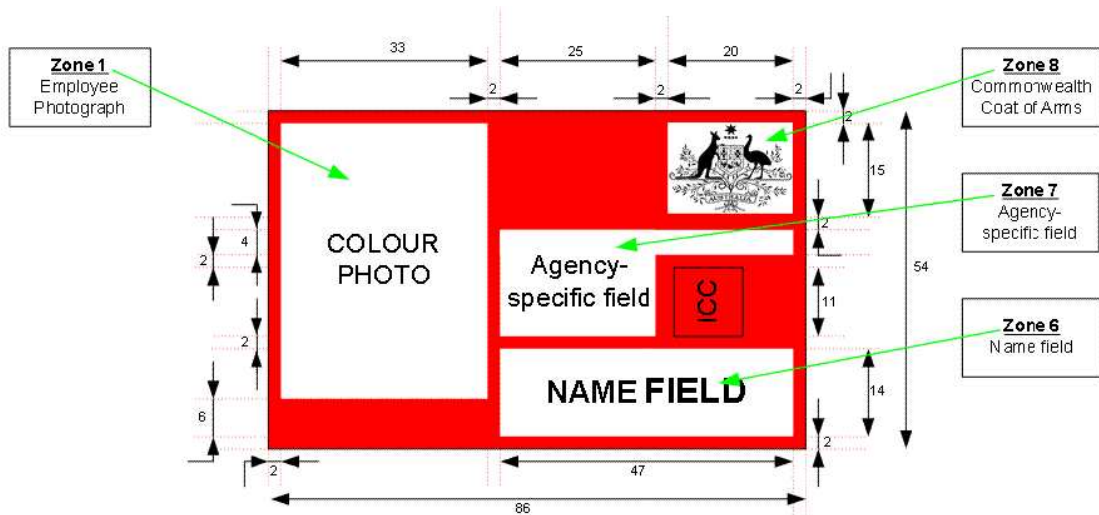 33
25
20
Zone 1
Employee
Photograph
Zone 8
Commonwealth
Coat of Arms
2
2
2
2
AUSTRALIA
15
Zone 7
Agency-
specific field
2
4
COLOUR
PHOTO
2
Agency-
specific field
ICC
54
11
Zone 6
Name field
2
NAME FIELD
14
6
2
2
47
86